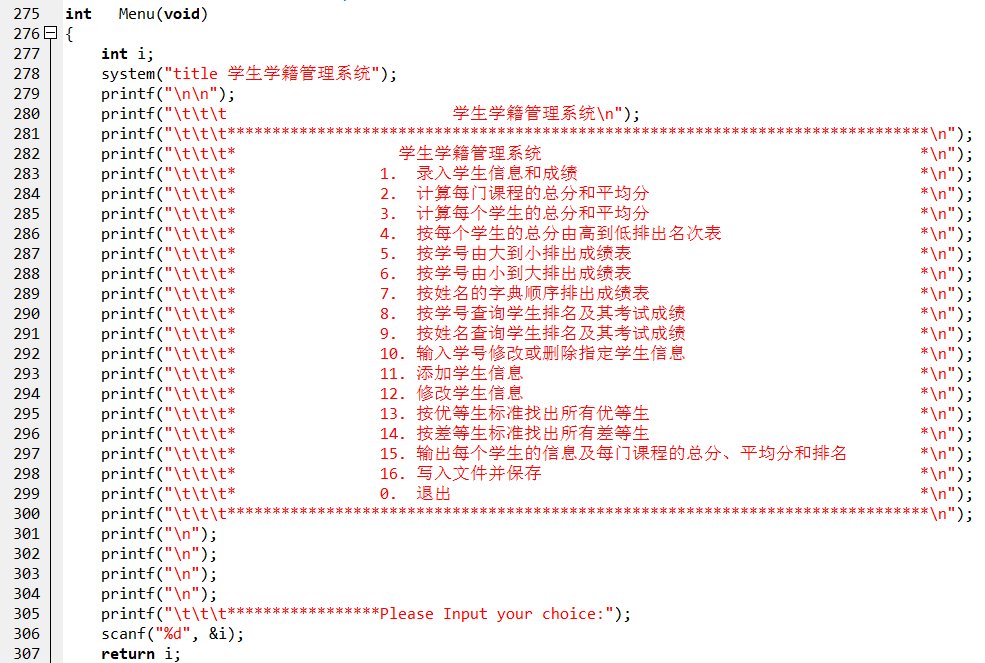 275 int   Menu(void)
276 {
277     int i;
278     system("title 学生学籍管理系统");
279     printf("\n\n");
280     printf("\t\t\t                         学生学籍管理系统\n");
281     printf("\t\t\t******************************************************************************\n");
282     printf("\t\t\t*                  学生学籍管理系统                                          *\n");
283     printf("\t\t\t*                1.  录入学生信息和成绩                                      *\n");
284     printf("\t\t\t*                2.  计算每门课程的总分和平均分                              *\n");
285     printf("\t\t\t*                3.  计算每个学生的总分和平均分                              *\n");
286     printf("\t\t\t*                4.  按每个学生的总分由高到低排出名次表                      *\n");
287     printf("\t\t\t*                5.  按学号由大到小排出成绩表                                *\n");
288     printf("\t\t\t*                6.  按学号由小到大排出成绩表                                *\n");
289     printf("\t\t\t*                7.  按姓名的字典顺序排出成绩表                              *\n");
290     printf("\t\t\t*                8.  按学号查询学生排名及其考试成绩                          *\n");
291     printf("\t\t\t*                9.  按姓名查询学生排名及其考试成绩                          *\n");
292     printf("\t\t\t*                10. 输入学号修改或删除指定学生信息                          *\n");
293     printf("\t\t\t*                11. 添加学生信息                                            *\n");
294     printf("\t\t\t*                12. 修改学生信息                                            *\n");
295     printf("\t\t\t*                13. 按优等生标准找出所有优等生                              *\n");
296     printf("\t\t\t*                14. 按差等生标准找出所有差等生                              *\n");
297     printf("\t\t\t*                15. 输出每个学生的信息及每门课程的总分、平均分和排名        *\n");
298     printf("\t\t\t*                16. 写入文件并保存                                          *\n");
299     printf("\t\t\t*                0.  退出                                                    *\n");
300     printf("\t\t\t******************************************************************************\n");
301     printf("\n");
302     printf("\n");
303     printf("\n");
304     printf("\n");
305     printf("\t\t\t*****************Please Input your choice:");
306     scanf("%d", &i);
307     return i;